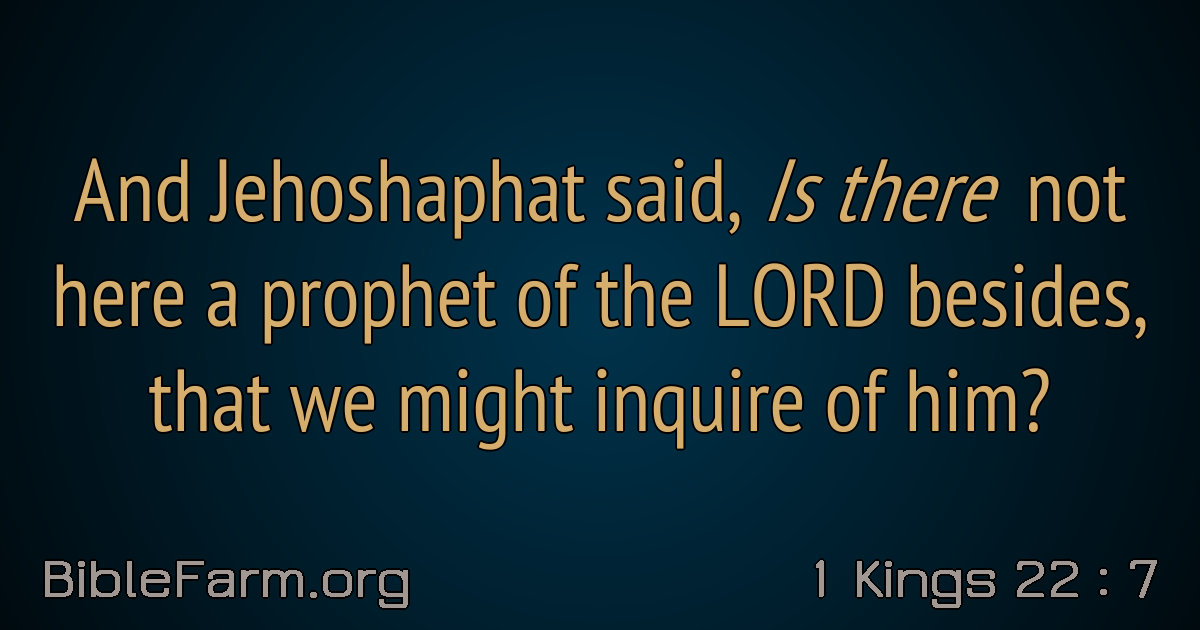 And Jehoshaphat said, Is there not
here a prophet of the LORD besides,
that we might inquire of him?
BibleFarm.org
1 Kings 22 : 7